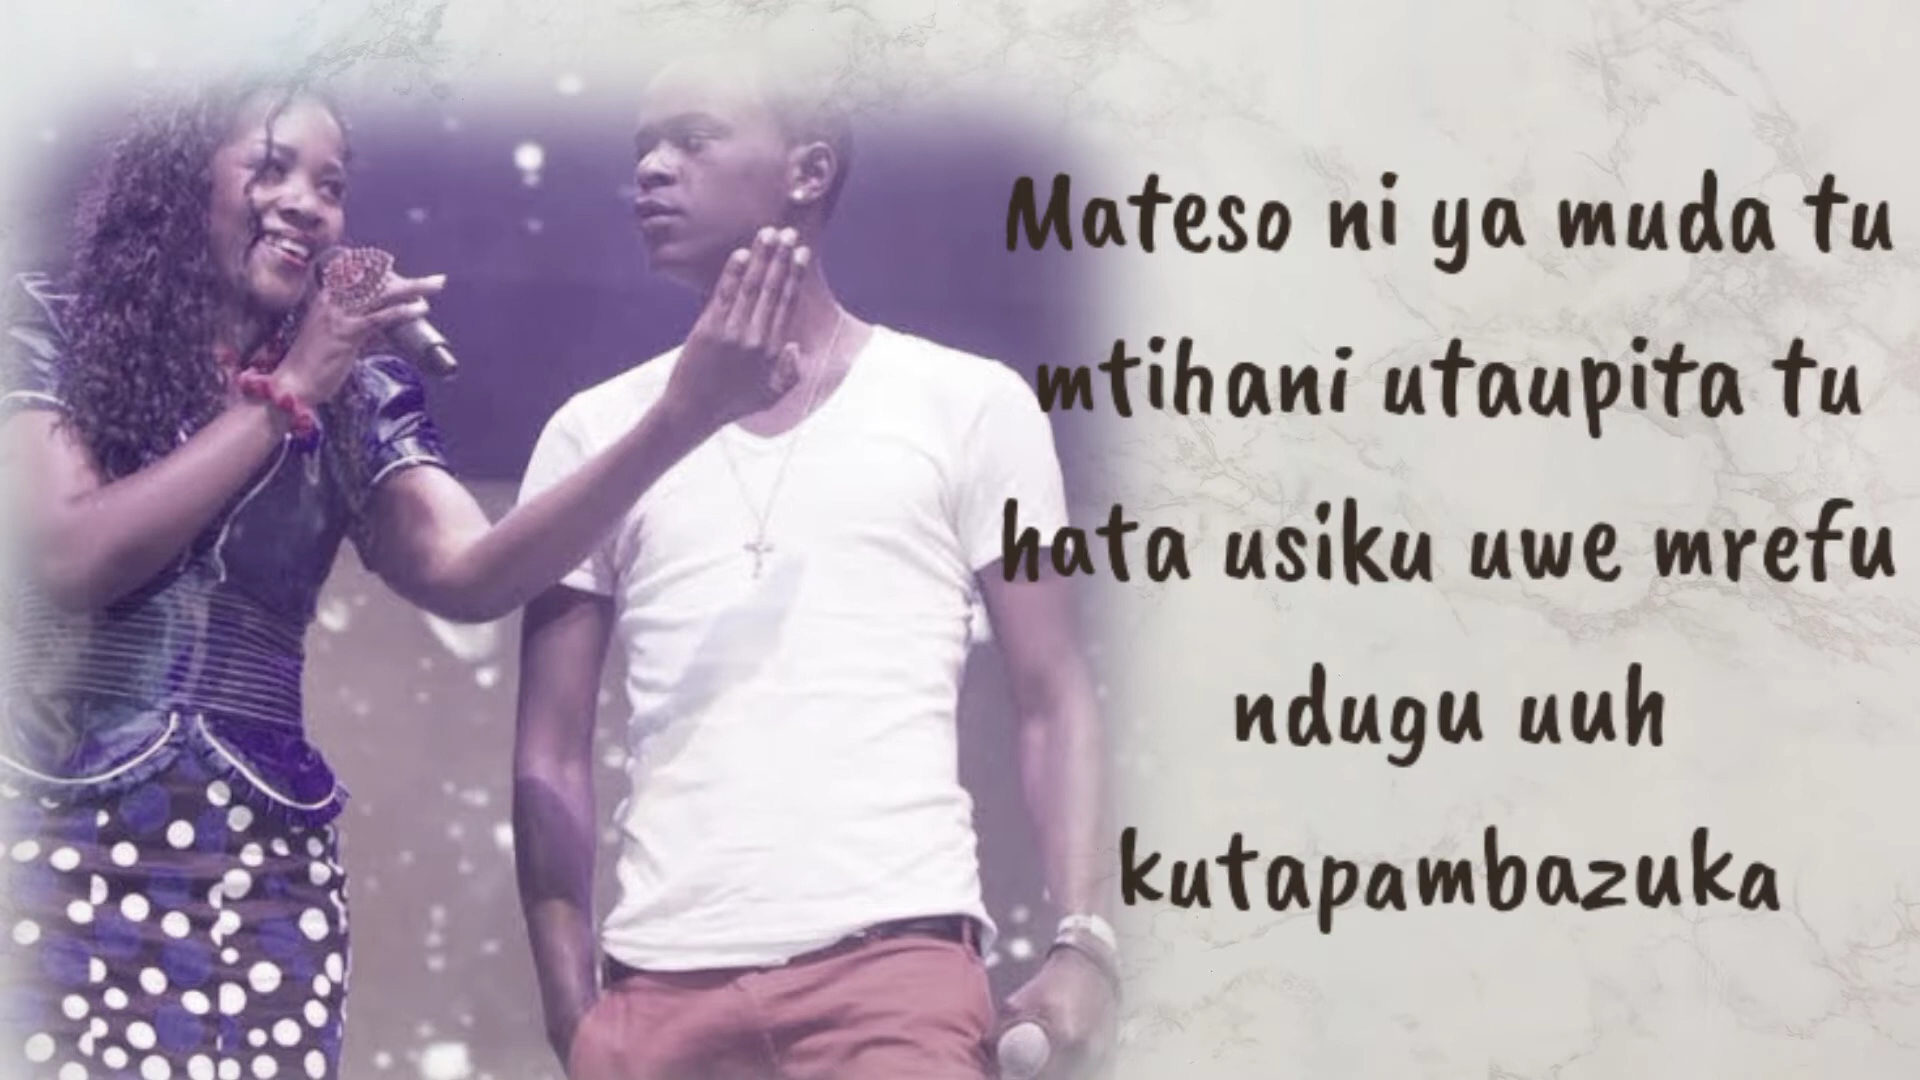 Mateso ni ya muda tu
mtihani utaupita tu
hata usiku uwe mrefu
ndugu uuh
kutapambazuka